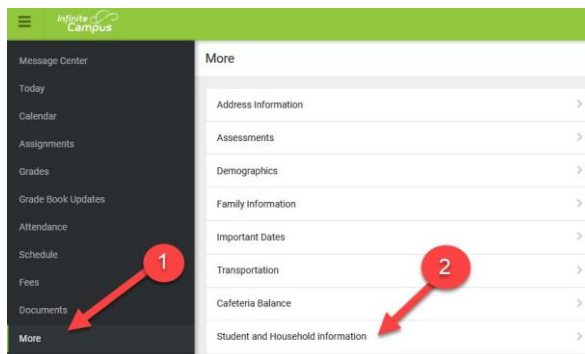 Infinite
Campus
Message Center
Today
Calendar
Assignments
Grades
Grade Book Updates
Attendance
Schedule
Fees
Documents
More
1
More
Address Information
Assessments
Demographics
Family Information
Important Dates
Transportation
Cafeteria Balance
Student and Household information
2